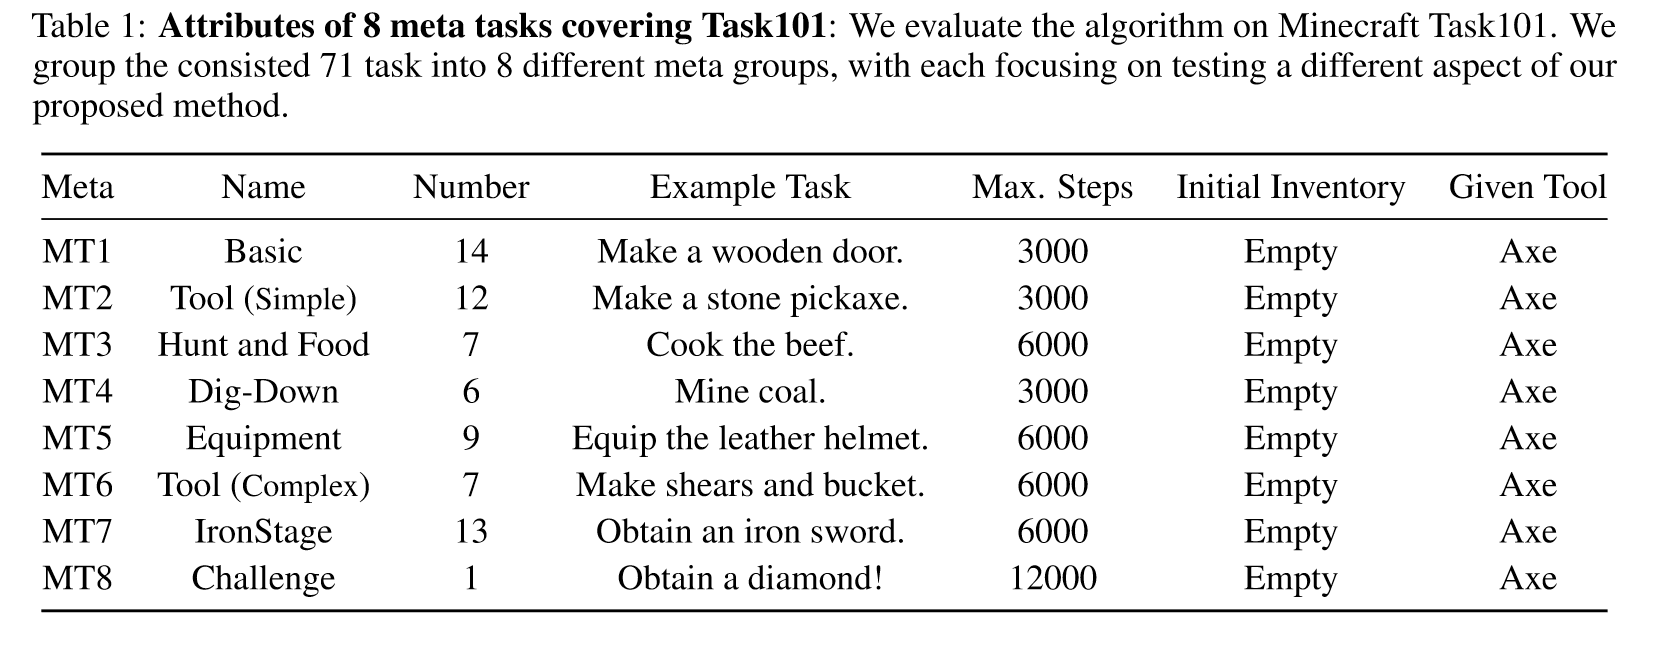 Table 1: Attributes of 8 meta tasks covering Task101: We evaluate the algorithm on Minecraft Task101. We
group the consisted 71 task into 8 different meta groups, with each focusing on testing a different aspect of our
proposed method.
Meta Name Number Example Task Max. Steps Initial Inventory Given Tool
MT1 Basic 14 Make a wooden door. 3000 Empty Axe
MT2 Tool (Simple) 12 Make a stone pickaxe. 3000 Empty Axe
MT3 Hunt and Food 7 Cook the beef. 6000 Empty Axe
MT4 Dig-Down 6 Mine coal. 3000 Empty Axe
MT5 Equipment 9 Equip the leather helmet. 6000 Empty Axe
MT6 Tool (Complex) 7 Make shears and bucket. 6000 Empty Axe
MT7 IronStage 13 Obtain an iron sword. 6000 Empty Axe
MT8 Challenge 1 Obtain a diamond! 12000 Empty Axe